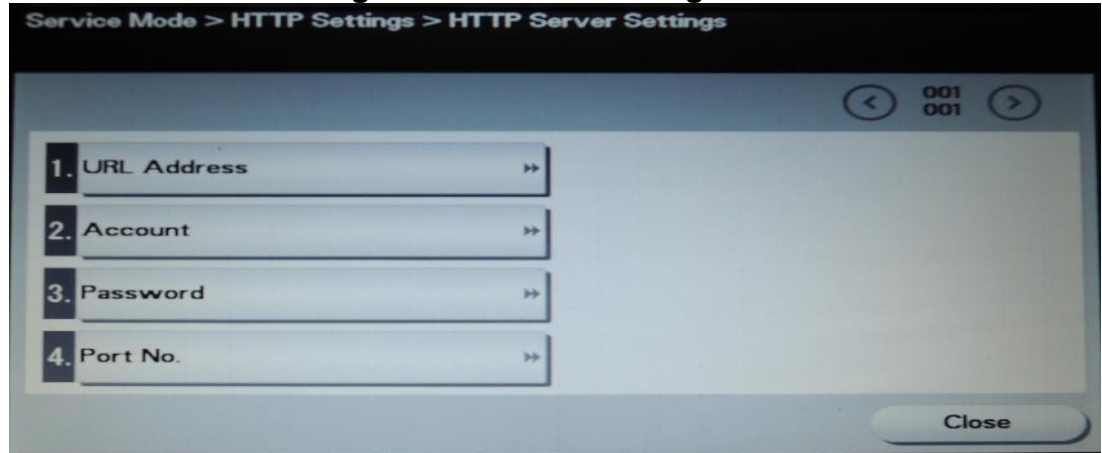 Service Mode > HTTP Settings > HTTP Server Settings
001
001
1. URL Address
2. Account
3. Password
4. Port No.
Close